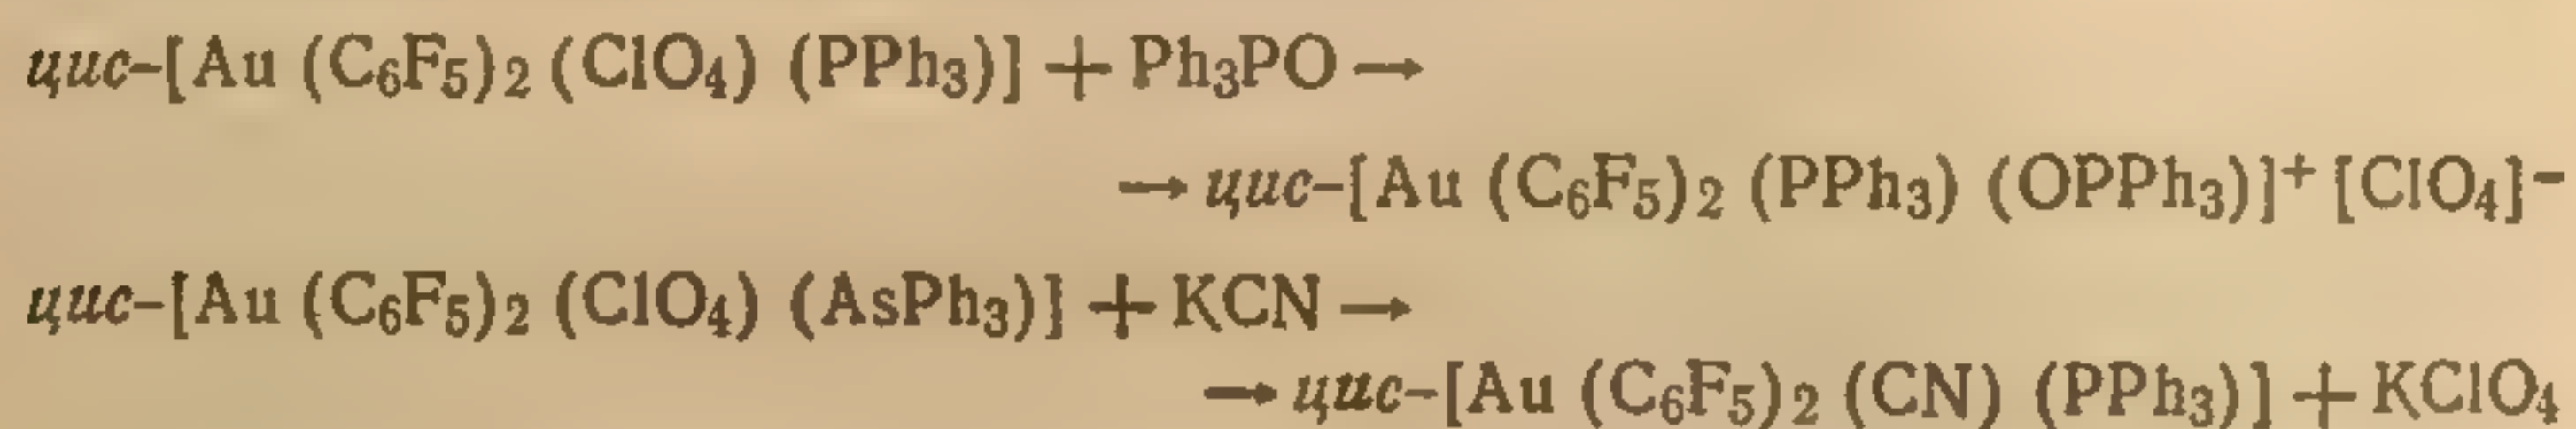 цис–[Au (C₆F₅)₂ (ClO₄) (PPh₃)] + Ph₃PO →
→ цис–[Au (C₆F₅)₂ (PPh₃) (OPPh₃)]⁺ [ClO₄]⁻
цис–[Au (C₆F₅)₂ (ClO₄) (AsPh₃)] + KCN →
→ цис–[Au (C₆F₅)₂ (CN) (PPh₃)] + KClO₄